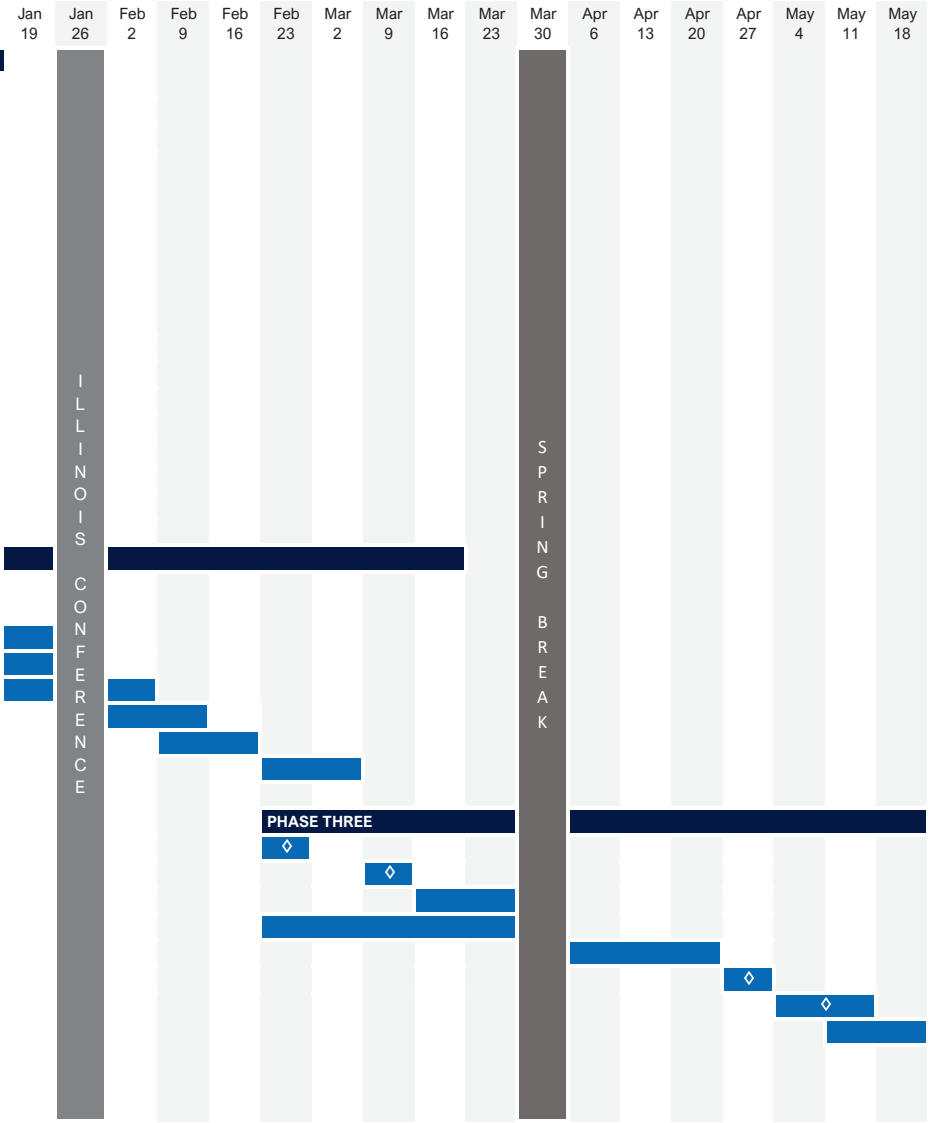 Jan Jan Feb Feb Feb Feb Mar Mar Mar Mar Mar Apr Apr Apr Apr May May May
19 26 2 9 16 23 2 9 16 23 30 6 13 20 27 4 11 18
ILLINOIS CONFERENCE
SPRING BREAK
PHASE THREE